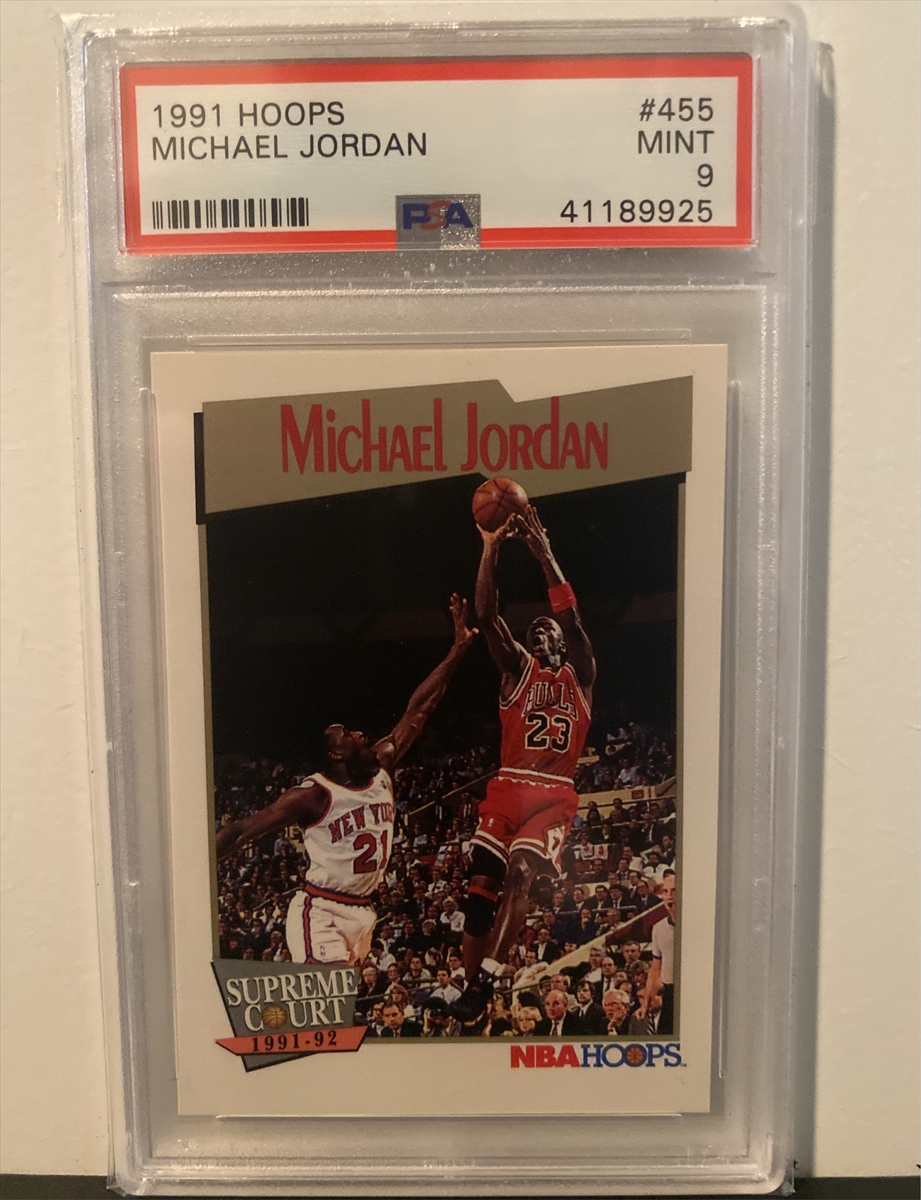 1991 HOOPS #455
MICHAEL JORDAN MINT
9
PSA 41189925
Michael Jordan
BULLS
23
NEW YORK
21
SUPREME
COURT
1991-92
NBA HOOPS